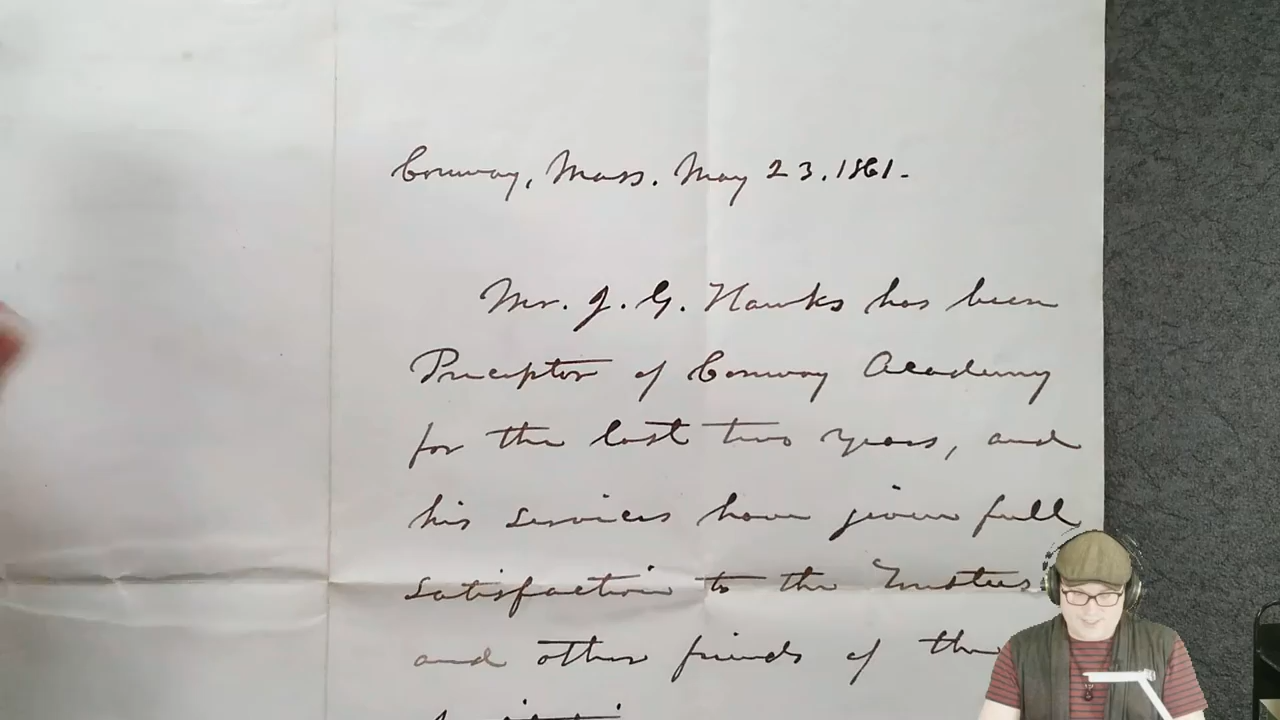 Conway, Mass. May 23. 1861.
Mr. J. G. Hawks has been
Preceptor of Conway Academy
for the last two years, and
his services have given full
satisfaction to the Trustees
and other friends of the